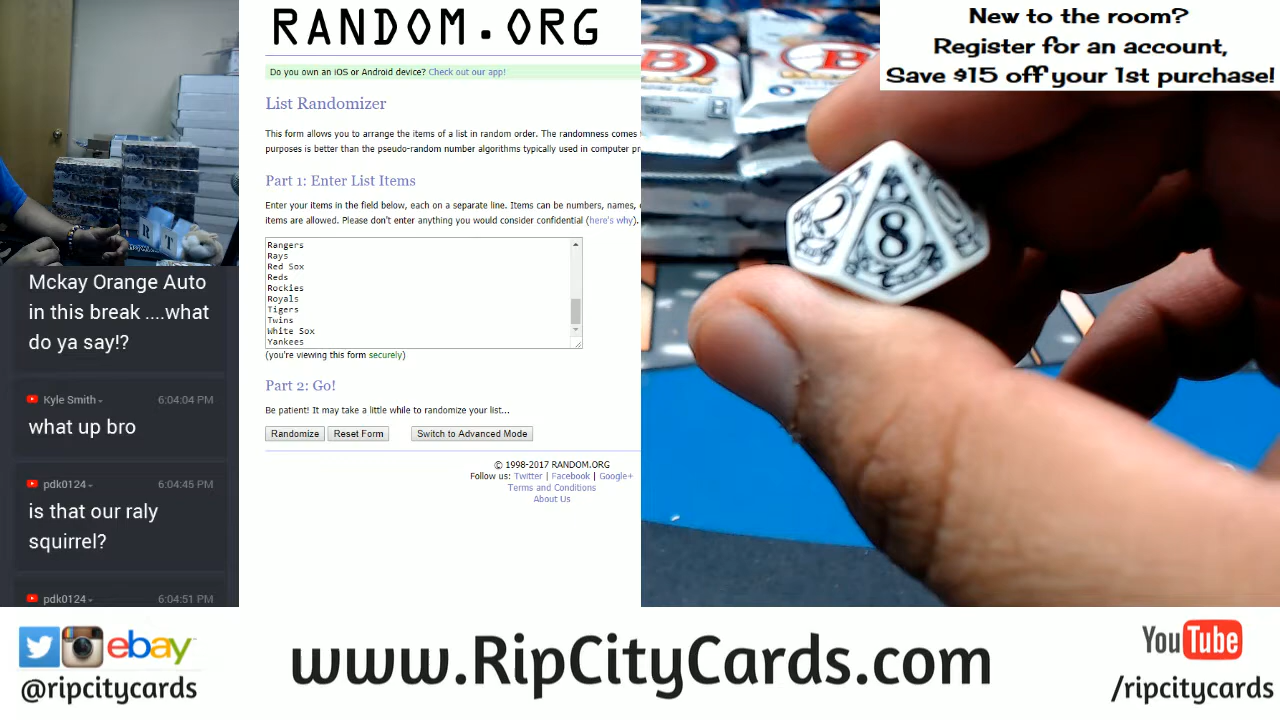 RANDOM.ORG
Do you own an iOS or Android device? Check out our app!
List Randomizer
This form allows you to arrange the items of a list in random order. The randomness comes
purposes is better than the pseudo-random number algorithms typically used in computer pr
Part 1: Enter List Items
Enter your items in the field below, each on a separate line. Items can be numbers, names,
items are allowed. Please don't enter anything you would consider confidential (here's why).
Rangers
Rays
Red Sox
Reds
Rockies
Royals
Tigers
Twins
White Sox
Yankees
(you're viewing this form securely)
Part 2: Go!
Be patient! It may take a little while to randomize your list...
Randomize Reset Form Switch to Advanced Mode
© 1998-2017 RANDOM.ORG
Follow us: Twitter | Facebook | Google+
Terms and Conditions
About Us
R T
Mckay Orange Auto
in this break ....what
do ya say!?
Kyle Smith 6:04:04 PM
what up bro
pdk0124 6:04:45 PM
is that our raly
squirrel?
pdk0124 6:04:51 PM
New to the room?
Register for an account,
Save $15 off your 1st purchase!
B
8
ebay
@ripcitycards
www.RipCityCards.com
YouTube
/ripcitycards